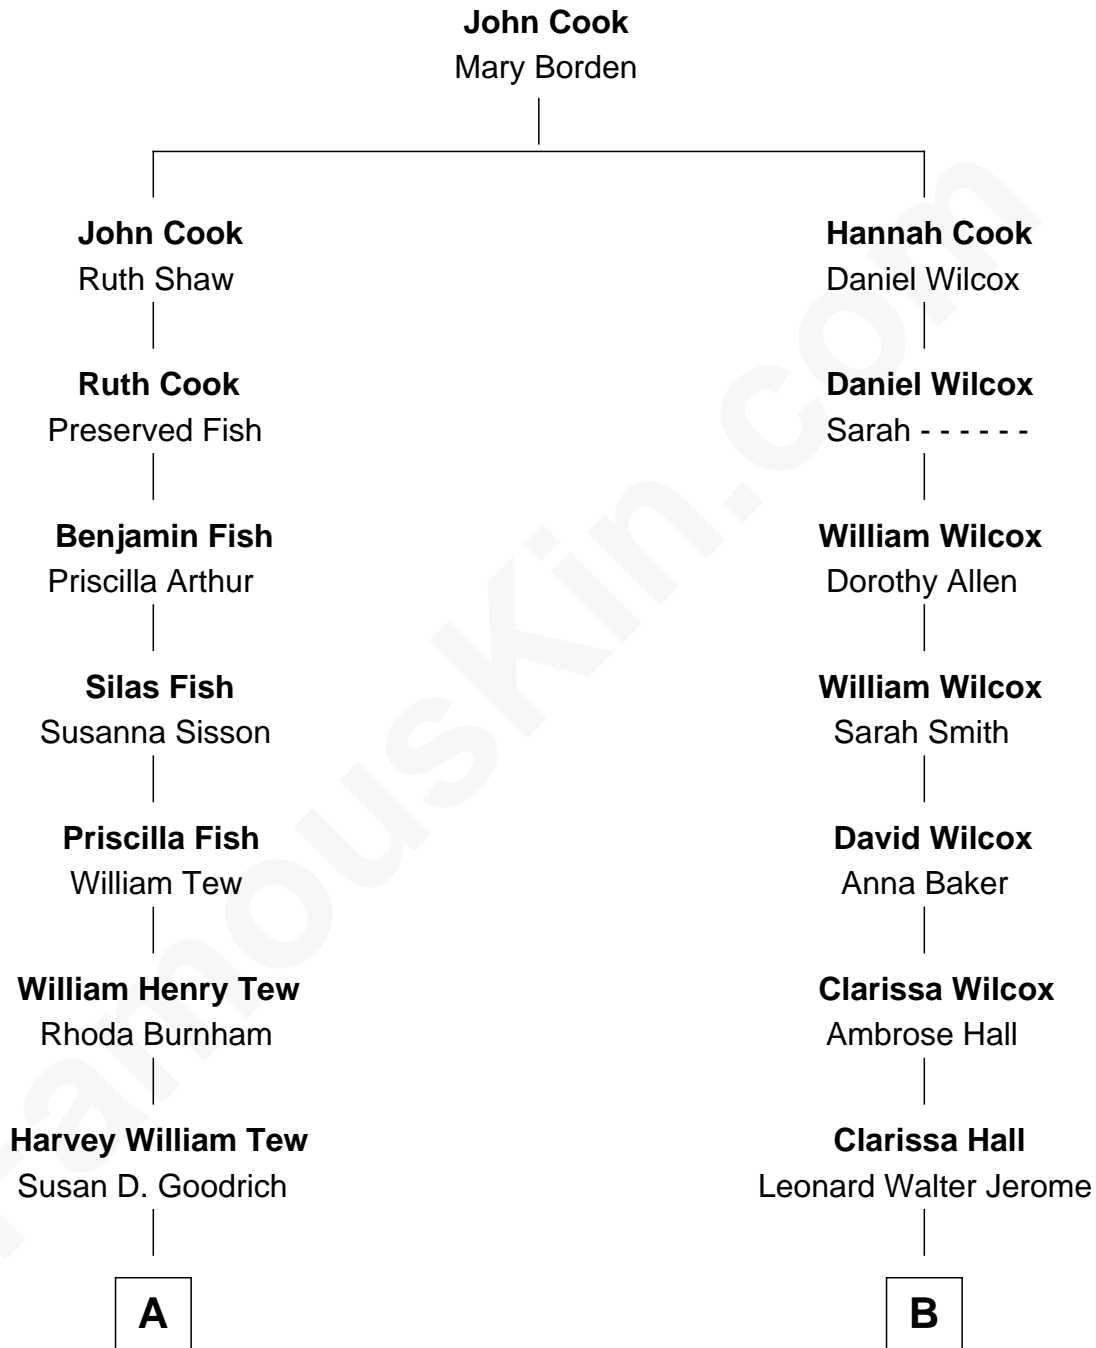 John Cook
Mary Borden
John Cook
Ruth Shaw
Hannah Cook
Daniel Wilcox
Ruth Cook
Preserved Fish
Daniel Wilcox
Sarah - - - - - -
Benjamin Fish
Priscilla Arthur
William Wilcox
Dorothy Allen
Silas Fish
Susanna Sisson
William Wilcox
Sarah Smith
Priscilla Fish
William Tew
David Wilcox
Anna Baker
William Henry Tew
Rhoda Burnham
Clarissa Wilcox
Ambrose Hall
Harvey William Tew
Susan D. Goodrich
Clarissa Hall
Leonard Walter Jerome
A
B
FamousKin.com